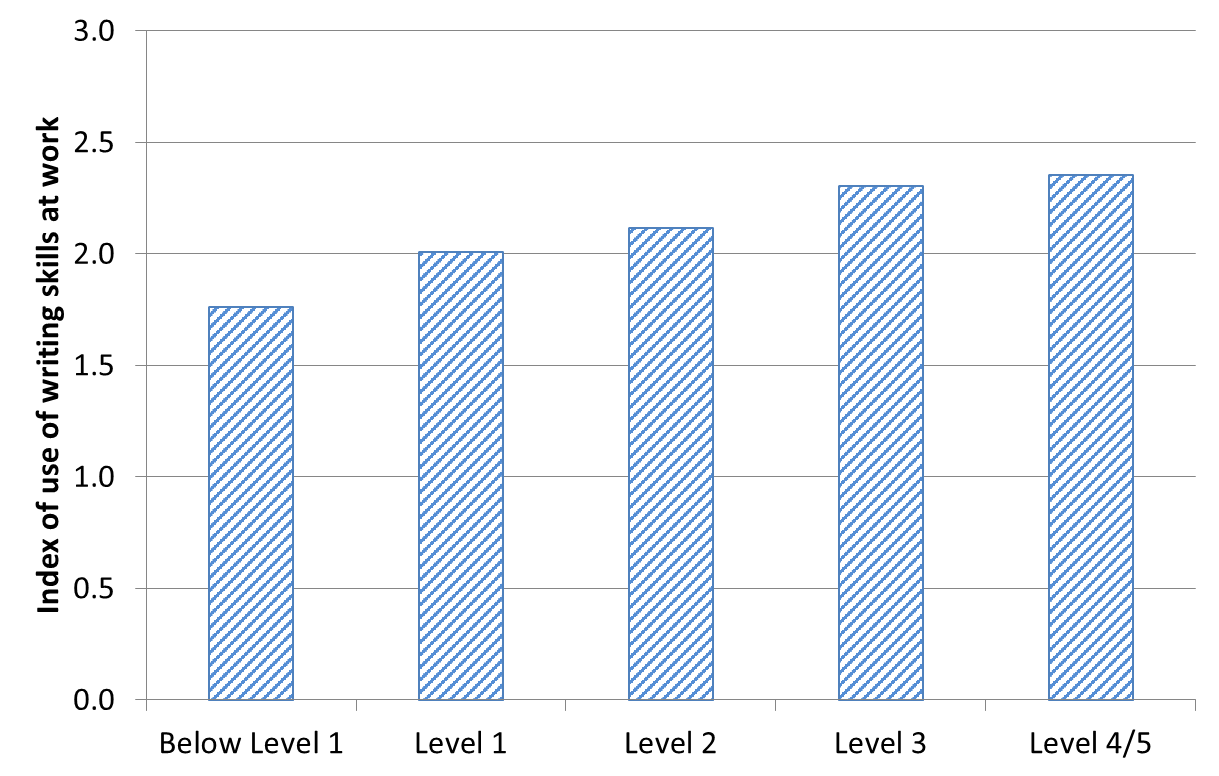 Index of use of writing skills at work
3.0
2.5
2.0
1.5
1.0
0.5
0.0
Below Level 1
Level 1
Level 2
Level 3
Level 4/5